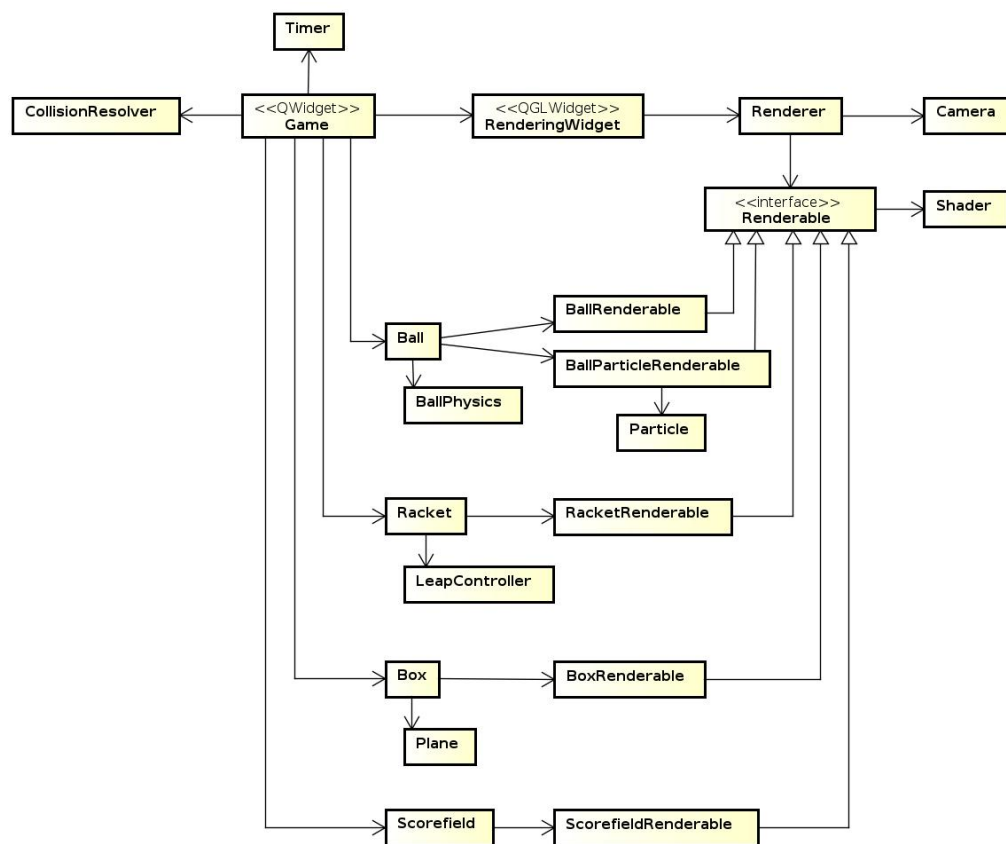 Timer
CollisionResolver
<<QWidget>>
Game
<<QGLWidget>>
RenderingWidget
Renderer
Camera
<<interface>>
Renderable
Shader
BallRenderable
Ball
BallParticleRenderable
BallPhysics
Particle
Racket
RacketRenderable
LeapController
Box
BoxRenderable
Plane
Scorefield
ScorefieldRenderable